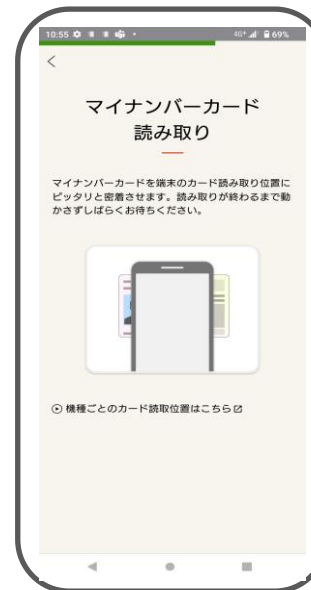 10:55
4G+ 69%
マイナンバーカード
読み取り
マイナンバーカードを端末のカード読み取り位置に
ピッタリと密着させます。読み取りが終わるまで動
かさずしばらくお待ちください。
機種ごとのカード読取位置はこちら